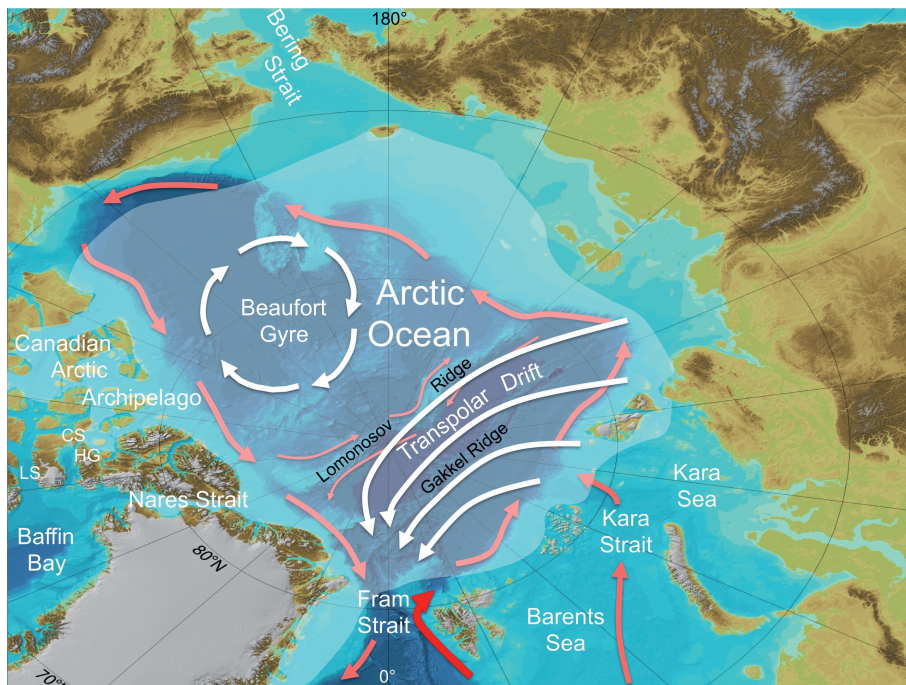 180°
Bering
Strait
Beaufort
Gyre
Arctic
Ocean
Canadian
Arctic
Archipelago
Lomonosov
Ridge
Transpolar Drift
Gakkel Ridge
CS
HG
LS
Nares Strait
Kara
Sea
Kara
Strait
Baffin
Bay
80°N
Fram
Strait
Barents
Sea
70°N
0°